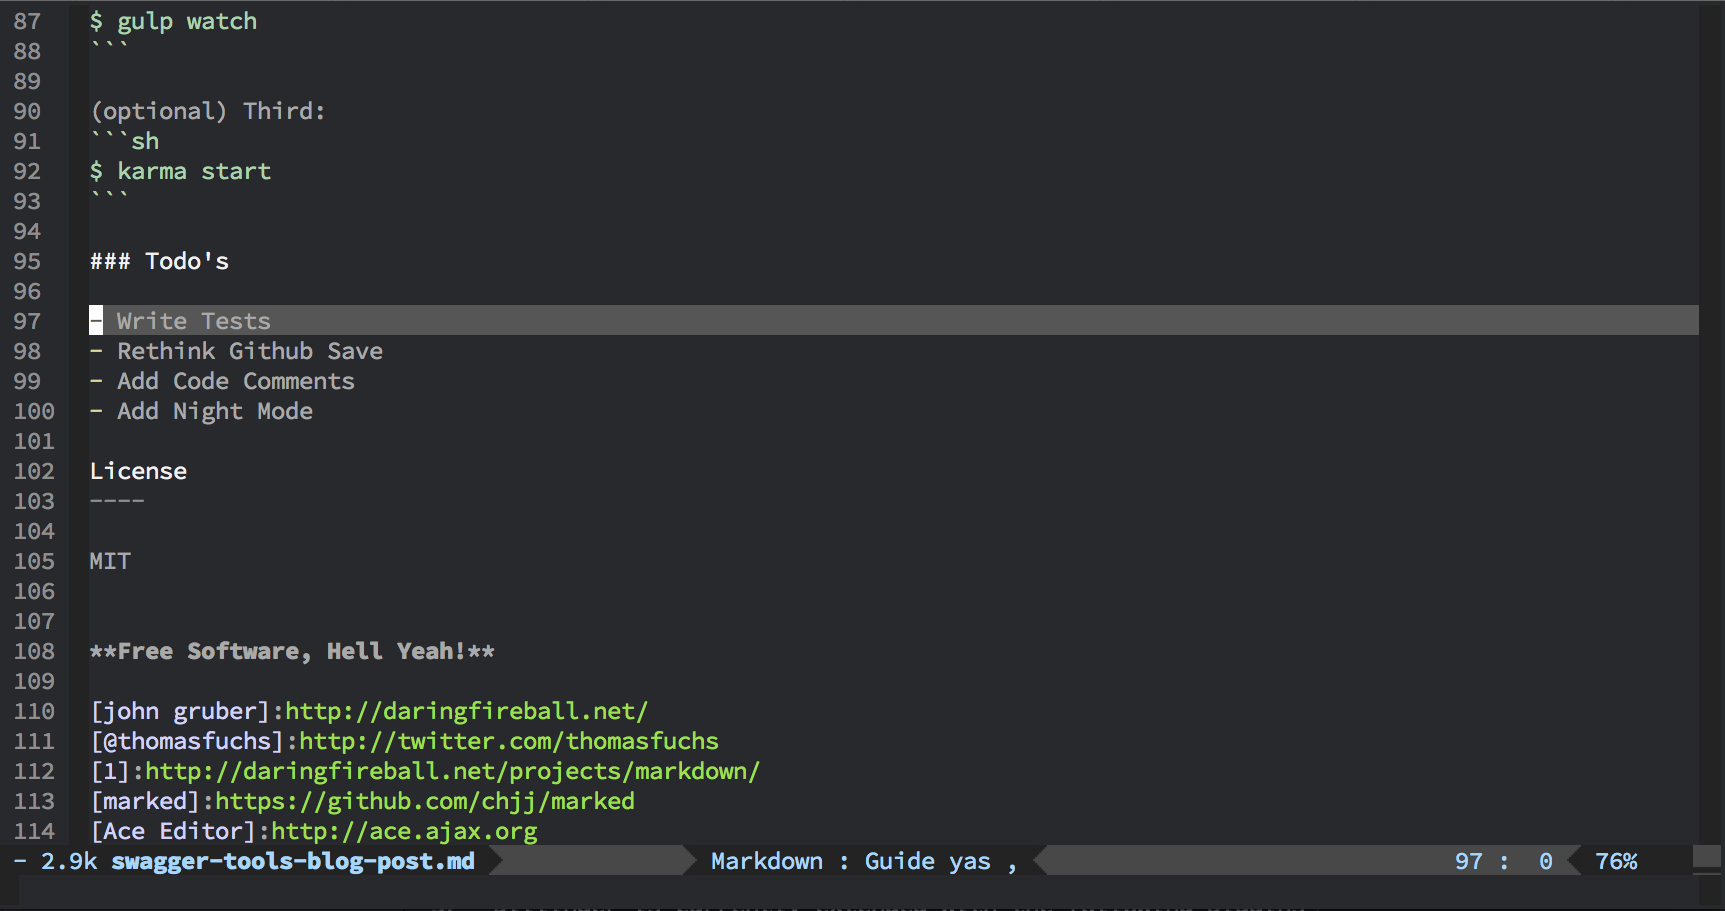 87 $ gulp watch
88 ```
89
90 (optional) Third:
91 ```sh
92 $ karma start
93 ```
94
95 ### Todo's
96
97 - Write Tests
98 - Rethink Github Save
99 - Add Code Comments
100 - Add Night Mode
101
102 License
103 ----
104
105 MIT
106
107
108 **Free Software, Hell Yeah!**
109
110 [john gruber]:http://daringfireball.net/
111 [@thomasfuchs]:http://twitter.com/thomasfuchs
112 [1]:http://daringfireball.net/projects/markdown/
113 [marked]:https://github.com/chjj/marked
114 [Ace Editor]:http://ace.ajax.org
- 2.9k swagger-tools-blog-post.md Markdown : Guide yas , 97 : 0 76%